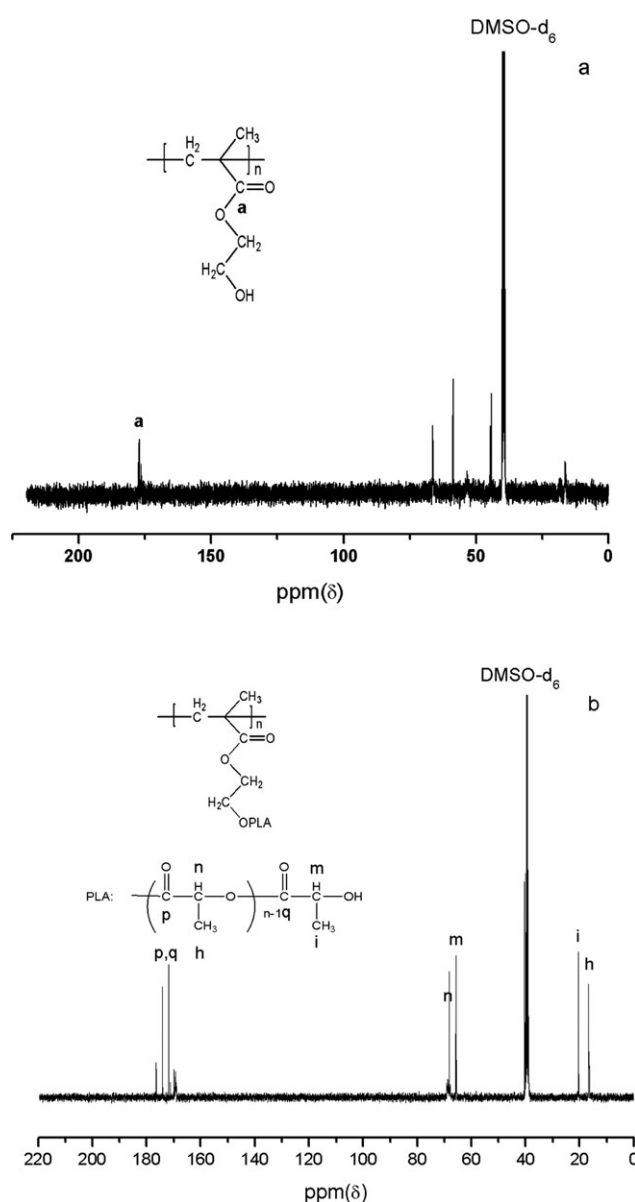 DMSO-d6
a
H2
C
CH3
n
C=O
a
O
CH2
H2C
OH
a
200 150 100 50 0
ppm(δ)
DMSO-d6
b
H2
C
CH3
n
C=O
O
CH2
H2C
OPLA
n m
PLA: O H O H
C C O C C OH
p n-1 q
CH3 CH3
h i
p,q
m
n
i
h
220 200 180 160 140 120 100 80 60 40 20 0
ppm(δ)